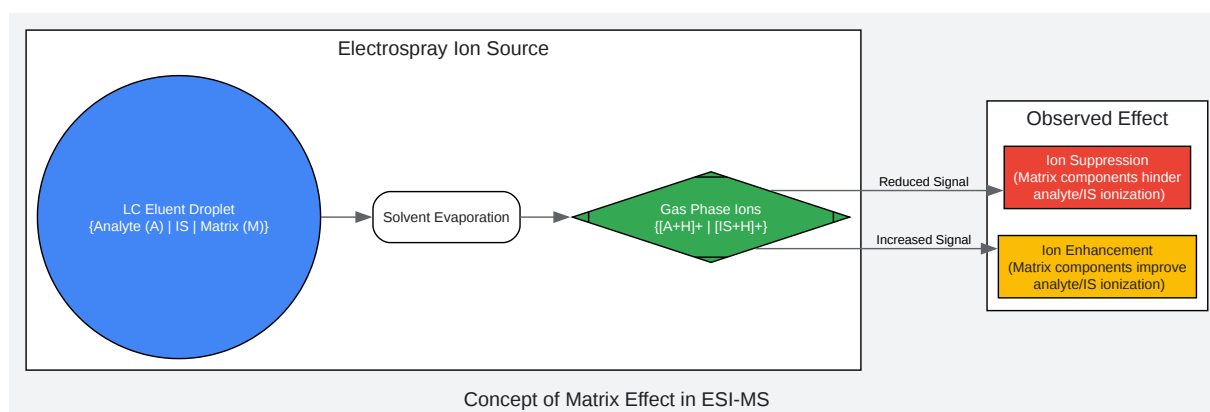 Electrospray Ion Source
LC Eluent Droplet
{Analyte (A) | IS | Matrix (M)}
Solvent Evaporation
Gas Phase Ions
{[A+H]+ | [IS+H]+}
Reduced Signal
Increased Signal
Observed Effect
Ion Suppression
(Matrix components hinder
analyte/IS ionization)
Ion Enhancement
(Matrix components improve
analyte/IS ionization)
Concept of Matrix Effect in ESI-MS